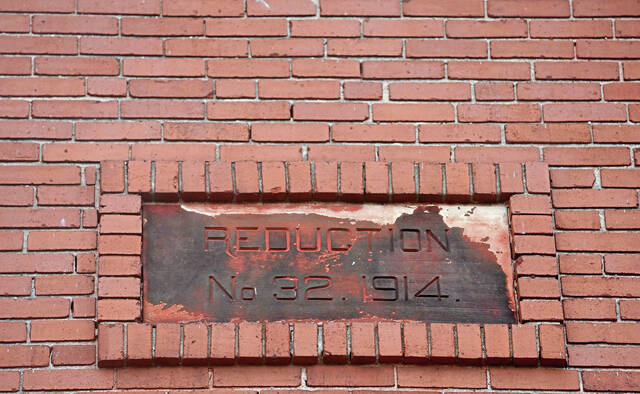 REDUCTION
No 32. 1914.